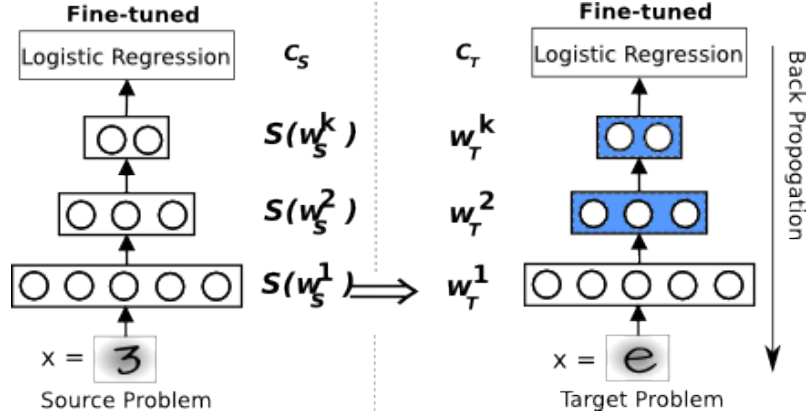 Fine-tuned
Logistic Regression
C_S
S(w_S^k)
S(w_S^2)
S(w_S^1)
x = 3
Source Problem
Fine-tuned
Logistic Regression
C_T
w_T^k
w_T^2
w_T^1
x = e
Target Problem
Back Propogation